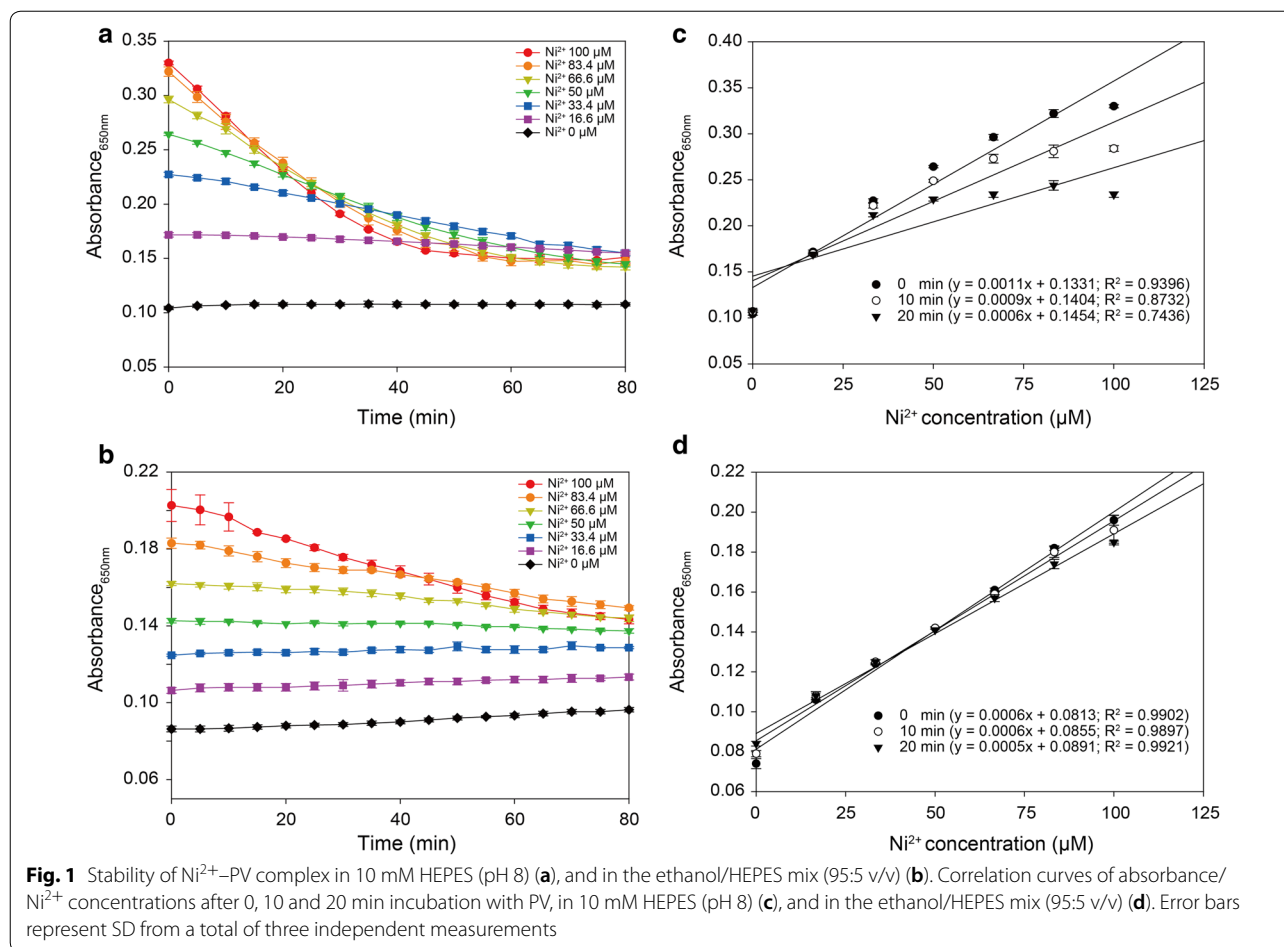 a
0.35
0.30
0.25
0.20
0.15
0.10
0.05
Absorbance650nm
0 20 40 60 80
Time (min)
Ni2+ 100 µM
Ni2+ 83.4 µM
Ni2+ 66.6 µM
Ni2+ 50 µM
Ni2+ 33.4 µM
Ni2+ 16.6 µM
Ni2+ 0 µM
c
0.40
0.35
0.30
0.25
0.20
0.15
0.10
0.05
Absorbance650nm
0 25 50 75 100 125
Ni2+ concentration (µM)
0 min (y = 0.0011x + 0.1331; R2 = 0.9396)
10 min (y = 0.0009x + 0.1404; R2 = 0.8732)
20 min (y = 0.0006x + 0.1454; R2 = 0.7436)
b
0.22
0.18
0.14
0.10
0.06
Absorbance650nm
0 20 40 60 80
Time (min)
Ni2+ 100 µM
Ni2+ 83.4 µM
Ni2+ 66.6 µM
Ni2+ 50 µM
Ni2+ 33.4 µM
Ni2+ 16.6 µM
Ni2+ 0 µM
d
0.22
0.20
0.18
0.16
0.14
0.12
0.10
0.08
0.06
Absorbance650nm
0 25 50 75 100 125
Ni2+ concentration (µM)
0 min (y = 0.0006x + 0.0813; R2 = 0.9902)
10 min (y = 0.0006x + 0.0855; R2 = 0.9897)
20 min (y = 0.0005x + 0.0891; R2 = 0.9921)
Fig. 1 Stability of Ni2+–PV complex in 10 mM HEPES (pH 8) (a), and in the ethanol/HEPES mix (95:5 v/v) (b). Correlation curves of absorbance/
Ni2+ concentrations after 0, 10 and 20 min incubation with PV, in 10 mM HEPES (pH 8) (c), and in the ethanol/HEPES mix (95:5 v/v) (d). Error bars
represent SD from a total of three independent measurements